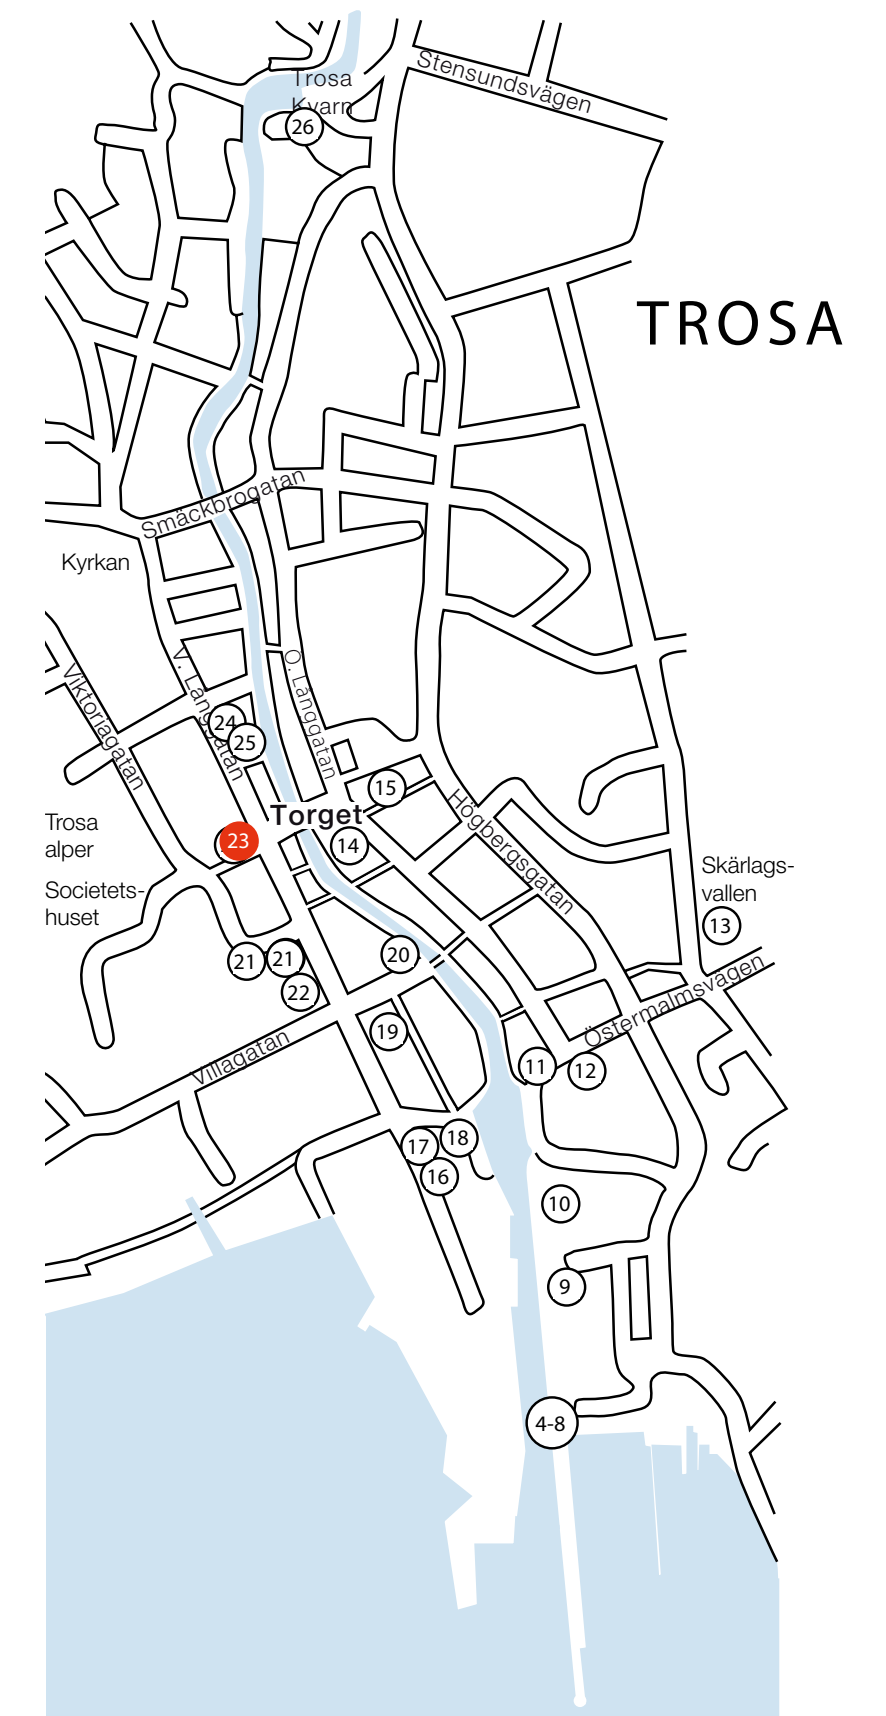 Stensundsvägen
Trosa
Kvarn
26
TROSA
Smäckbrogatan
Kyrkan
Viktoriagatan
V. Långgatan
Ö. Långgatan
24
25
15
Högbergsgatan
Torget
Trosa
alper
23
14
Societets-
huset
Skärlags-
vallen
13
20
21
21
22
Östermalmsvägen
19
Villagatan
11
12
17
18
16
10
9
4-8